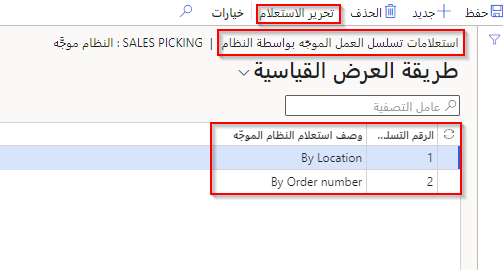 حفظ جديد الحذف تحرير الاستعلام خيارات
استعلامات تسلسل العمل الموجّه بواسطة النظام | SALES PICKING : النظام موجَّه
طريقة العرض القياسية
عامل التصفية
الرقم التسلـ... وصف استعلام النظام الموجّه
1 By Location
2 By Order number